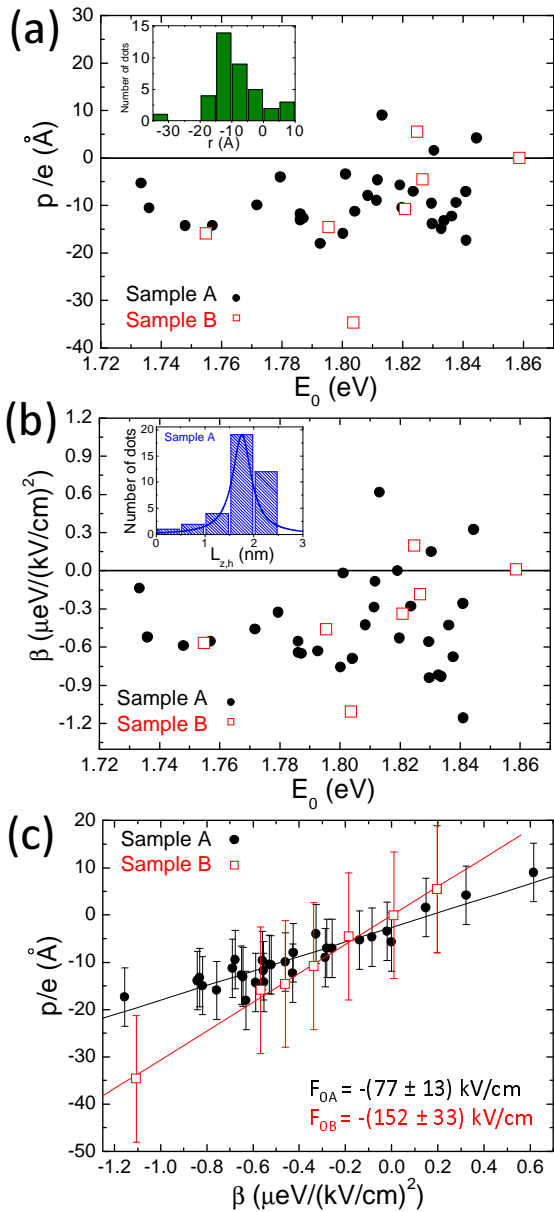 (a)
p /e (Å)
30
20
10
0
-10
-20
-30
-40
1.72 1.74 1.76 1.78 1.80 1.82 1.84 1.86
E₀ (eV)
Sample A
Sample B
Number of dots
15
10
5
0
-30 -20 -10 0 10
r (A)
(b)
β (μeV/(kV/cm)²
1.2
0.9
0.6
0.3
0.0
-0.3
-0.6
-0.9
-1.2
1.72 1.74 1.76 1.78 1.80 1.82 1.84 1.86
E₀ (eV)
Sample A
Sample B
Sample A
Number of dots
20
15
10
5
0
0 1 2 3
L_z,h (nm)
(c)
p/e (Å)
20
10
0
-10
-20
-30
-40
-50
-1.2 -1.0 -0.8 -0.6 -0.4 -0.2 0.0 0.2 0.4 0.6
β (μeV/(kV/cm)²
Sample A
Sample B
F₀A = -(77 ± 13) kV/cm
F₀B = -(152 ± 33) kV/cm